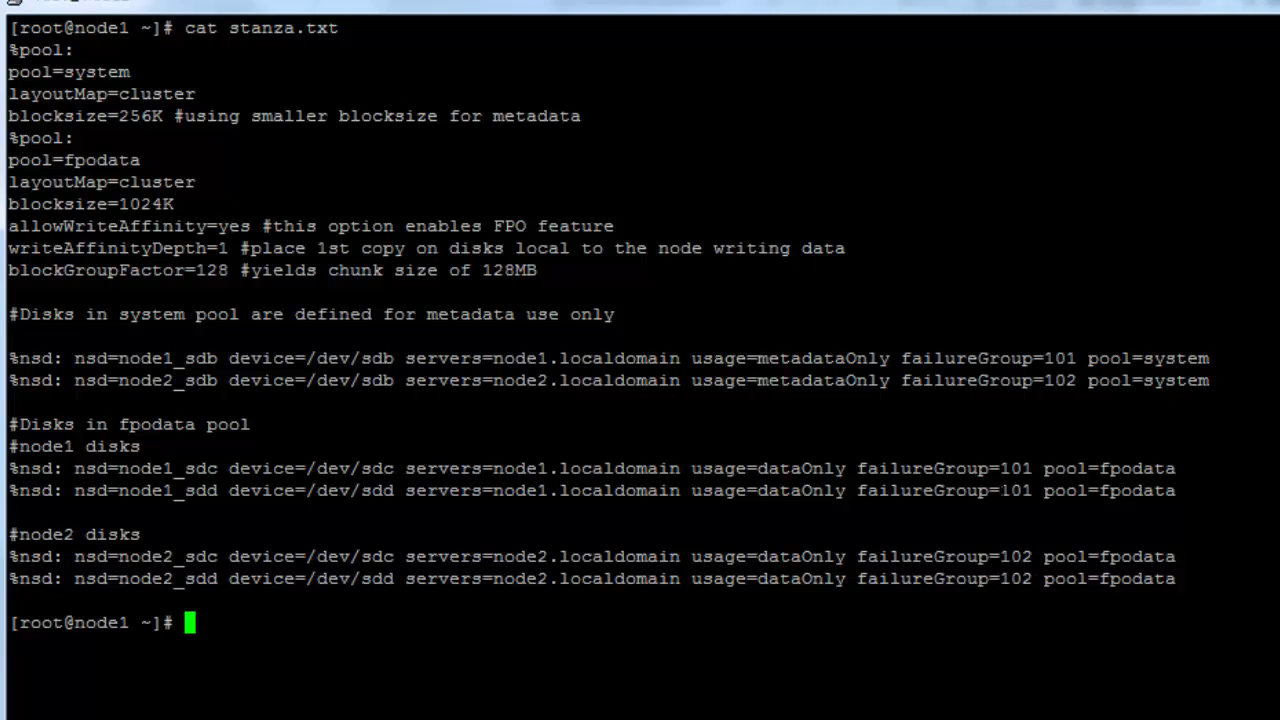 [root@node1 ~]# cat stanza.txt
%pool:
pool=system
layoutMap=cluster
blocksize=256K #using smaller blocksize for metadata
%pool:
pool=fpodata
layoutMap=cluster
blocksize=1024K
allowWriteAffinity=yes #this option enables FPO feature
writeAffinityDepth=1 #place 1st copy on disks local to the node writing data
blockGroupFactor=128 #yields chunk size of 128MB
#Disks in system pool are defined for metadata use only
%nsd: nsd=node1_sdb device=/dev/sdb servers=node1.localdomain usage=metadataOnly failureGroup=101 pool=system
%nsd: nsd=node2_sdb device=/dev/sdb servers=node2.localdomain usage=metadataOnly failureGroup=102 pool=system
#Disks in fpodata pool
#node1 disks
%nsd: nsd=node1_sdc device=/dev/sdc servers=node1.localdomain usage=dataOnly failureGroup=101 pool=fpodata
%nsd: nsd=node1_sdd device=/dev/sdd servers=node1.localdomain usage=dataOnly failureGroup=101 pool=fpodata
#node2 disks
%nsd: nsd=node2_sdc device=/dev/sdc servers=node2.localdomain usage=dataOnly failureGroup=102 pool=fpodata
%nsd: nsd=node2_sdd device=/dev/sdd servers=node2.localdomain usage=dataOnly failureGroup=102 pool=fpodata
[root@node1 ~]#